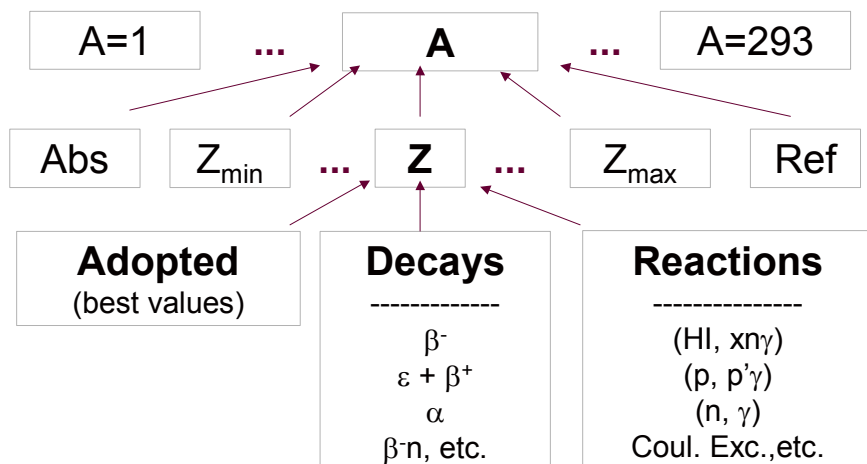 A=1 ... A ... A=293
Abs Zmin ... Z ... Zmax Ref
Adopted
(best values)
Decays
-------------
β-
ε + β+
α
β-n, etc.
Reactions
---------------
(HI, xnγ)
(p, p'γ)
(n, γ)
Coul. Exc.,etc.